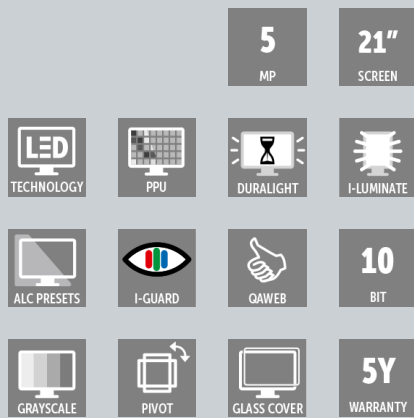 5
MP
21”
SCREEN
LED
TECHNOLOGY
PPU
DURALIGHT
I-LUMINATE
ALC PRESETS
I-GUARD
QAWEB
10
BIT
GRAYSCALE
PIVOT
GLASS COVER
5Y
WARRANTY